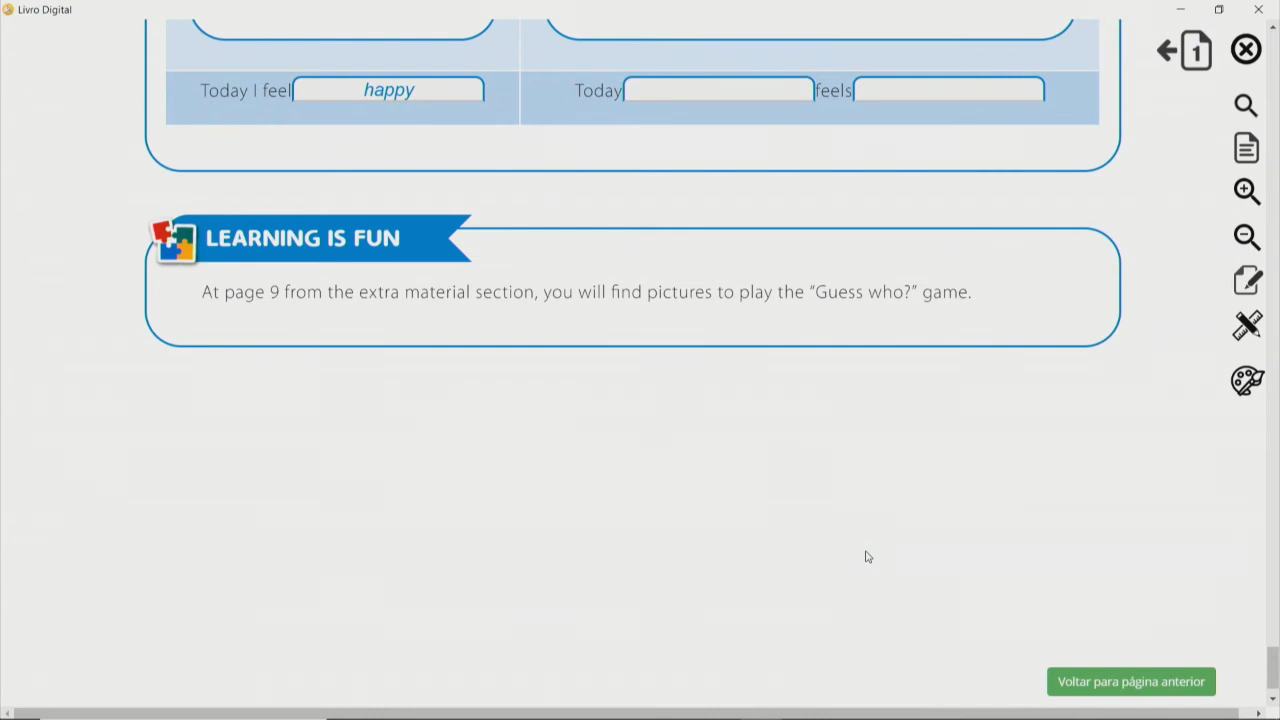 Livro Digital
1
Today I feel happy
Today feels
LEARNING IS FUN
At page 9 from the extra material section, you will find pictures to play the “Guess who?” game.
Voltar para página anterior